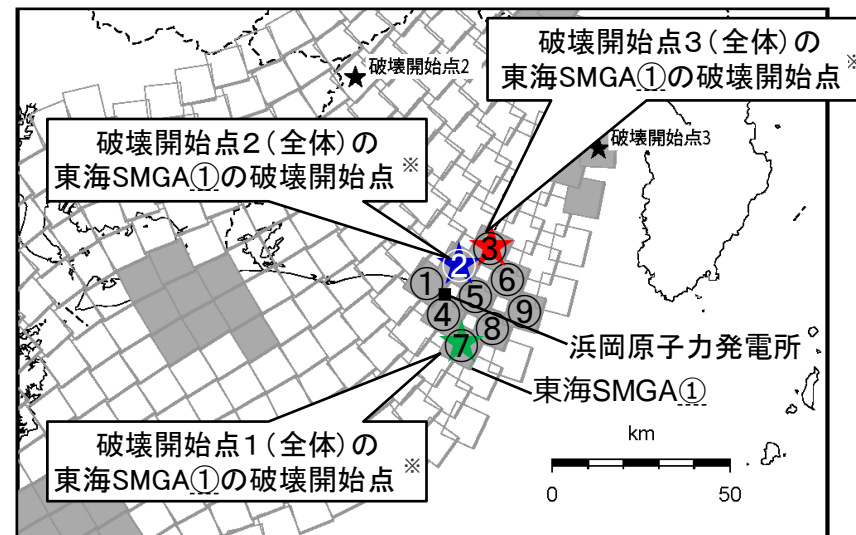 破壊開始点3(全体)の
東海SMGA①の破壊開始点※
破壊開始点2
破壊開始点3
破壊開始点2(全体)の
東海SMGA①の破壊開始点※
3
2
1
6
5
9
4
8
7
浜岡原子力発電所
東海SMGA①
破壊開始点1(全体)の
東海SMGA①の破壊開始点※
km
0 50